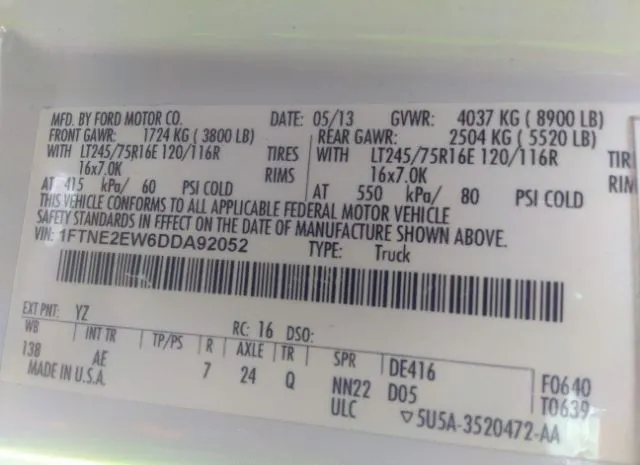 MFD. BY FORD MOTOR CO. DATE: 05/13 GVWR: 4037 KG ( 8900 LB)
FRONT GAWR: 1724 KG ( 3800 LB) REAR GAWR: 2504 KG ( 5520 LB)
WITH LT245/75R16E 120/116R TIRES WITH LT245/75R16E 120/116R TIR
16x7.0K RIMS 16x7.0K RIM
AT 415 kPa/ 60 PSI COLD AT 550 kPa/ 80 PSI COLD
THIS VEHICLE CONFORMS TO ALL APPLICABLE FEDERAL MOTOR VEHICLE
SAFETY STANDARDS IN EFFECT ON THE DATE OF MANUFACTURE SHOWN ABOVE.
VIN: 1FTNE2EW6DDA92052 TYPE: Truck
EXT PNT: YZ RC: 16 DSO:
WB INT TR TP/PS R AXLE TR SPR DE416 F0640
138 AE 7 24 Q NN22 D05 T0639
MADE IN U.S.A. ULC ▽5U5A-3520472-AA